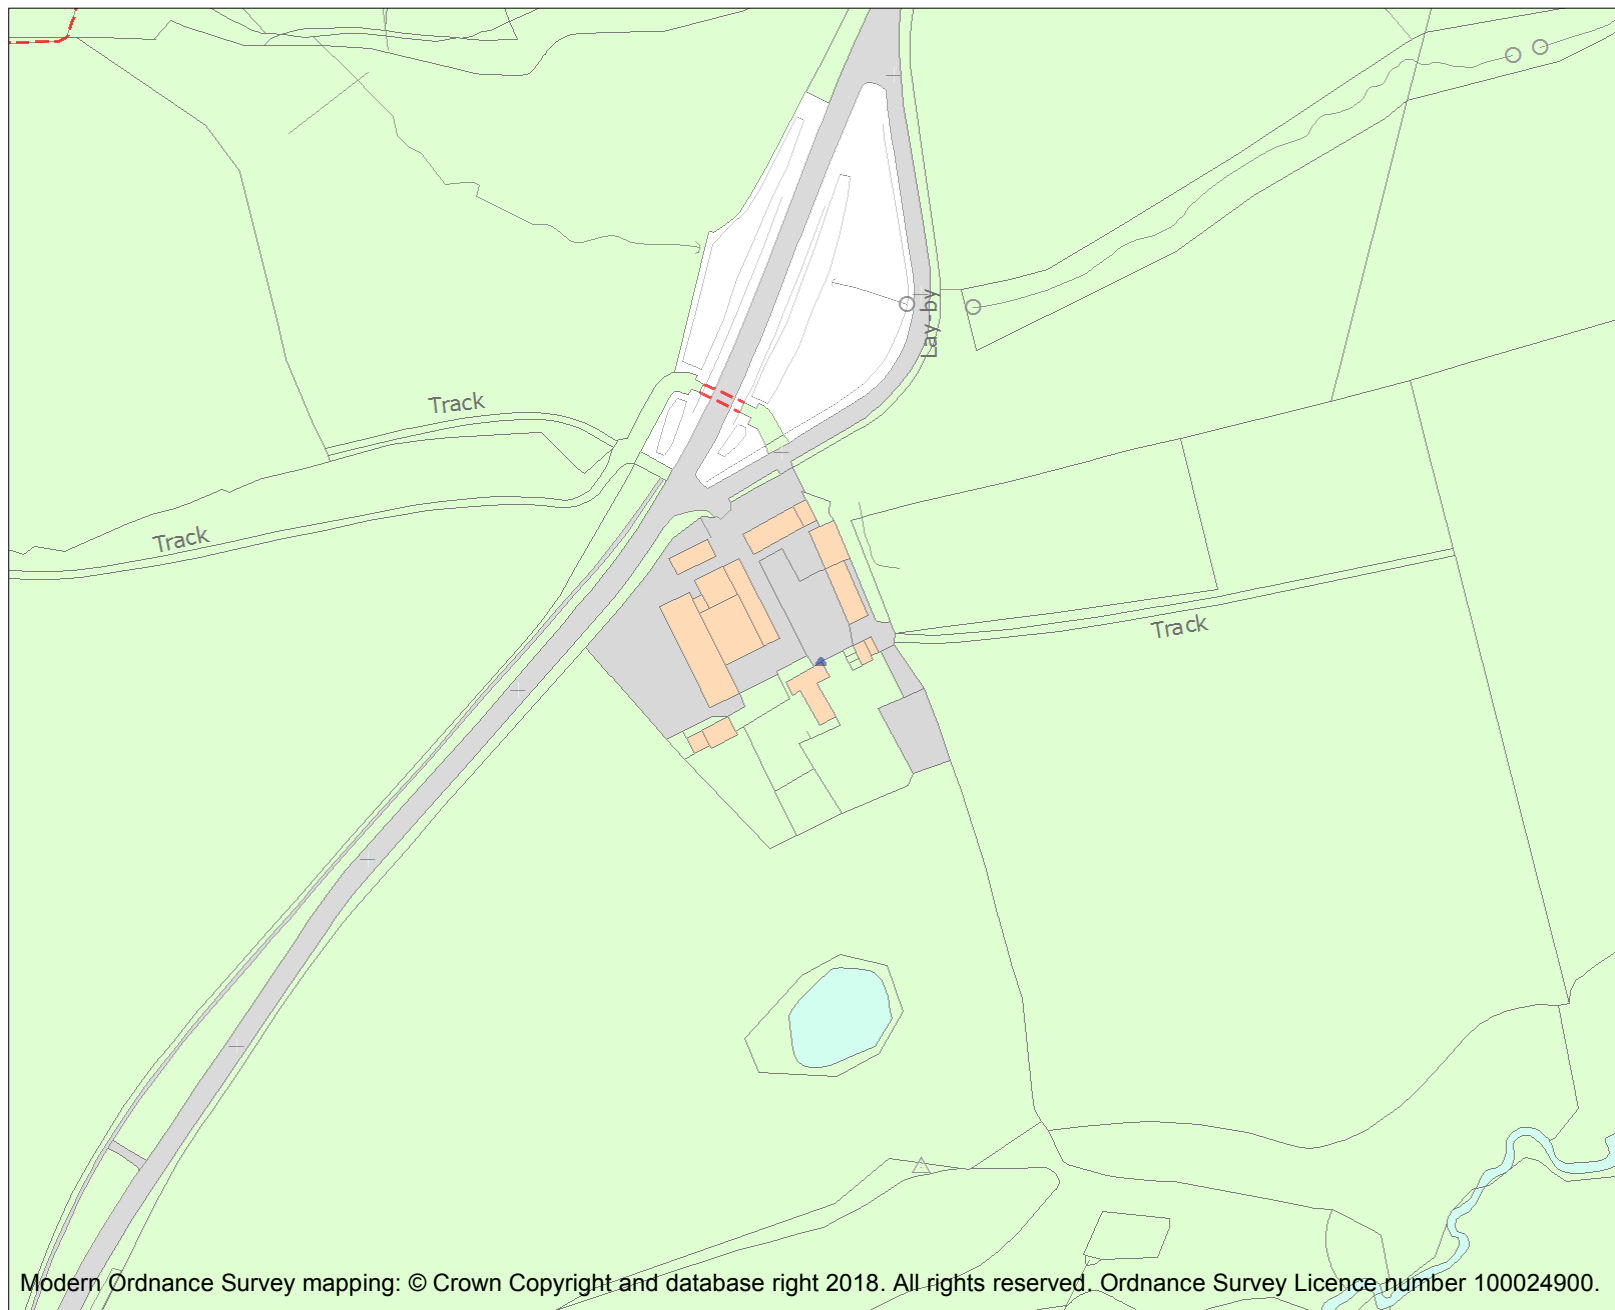 Lay-by
Track
Track
Track
Modern Ordnance Survey mapping: © Crown Copyright and database right 2018. All rights reserved. Ordnance Survey Licence number 100024900.